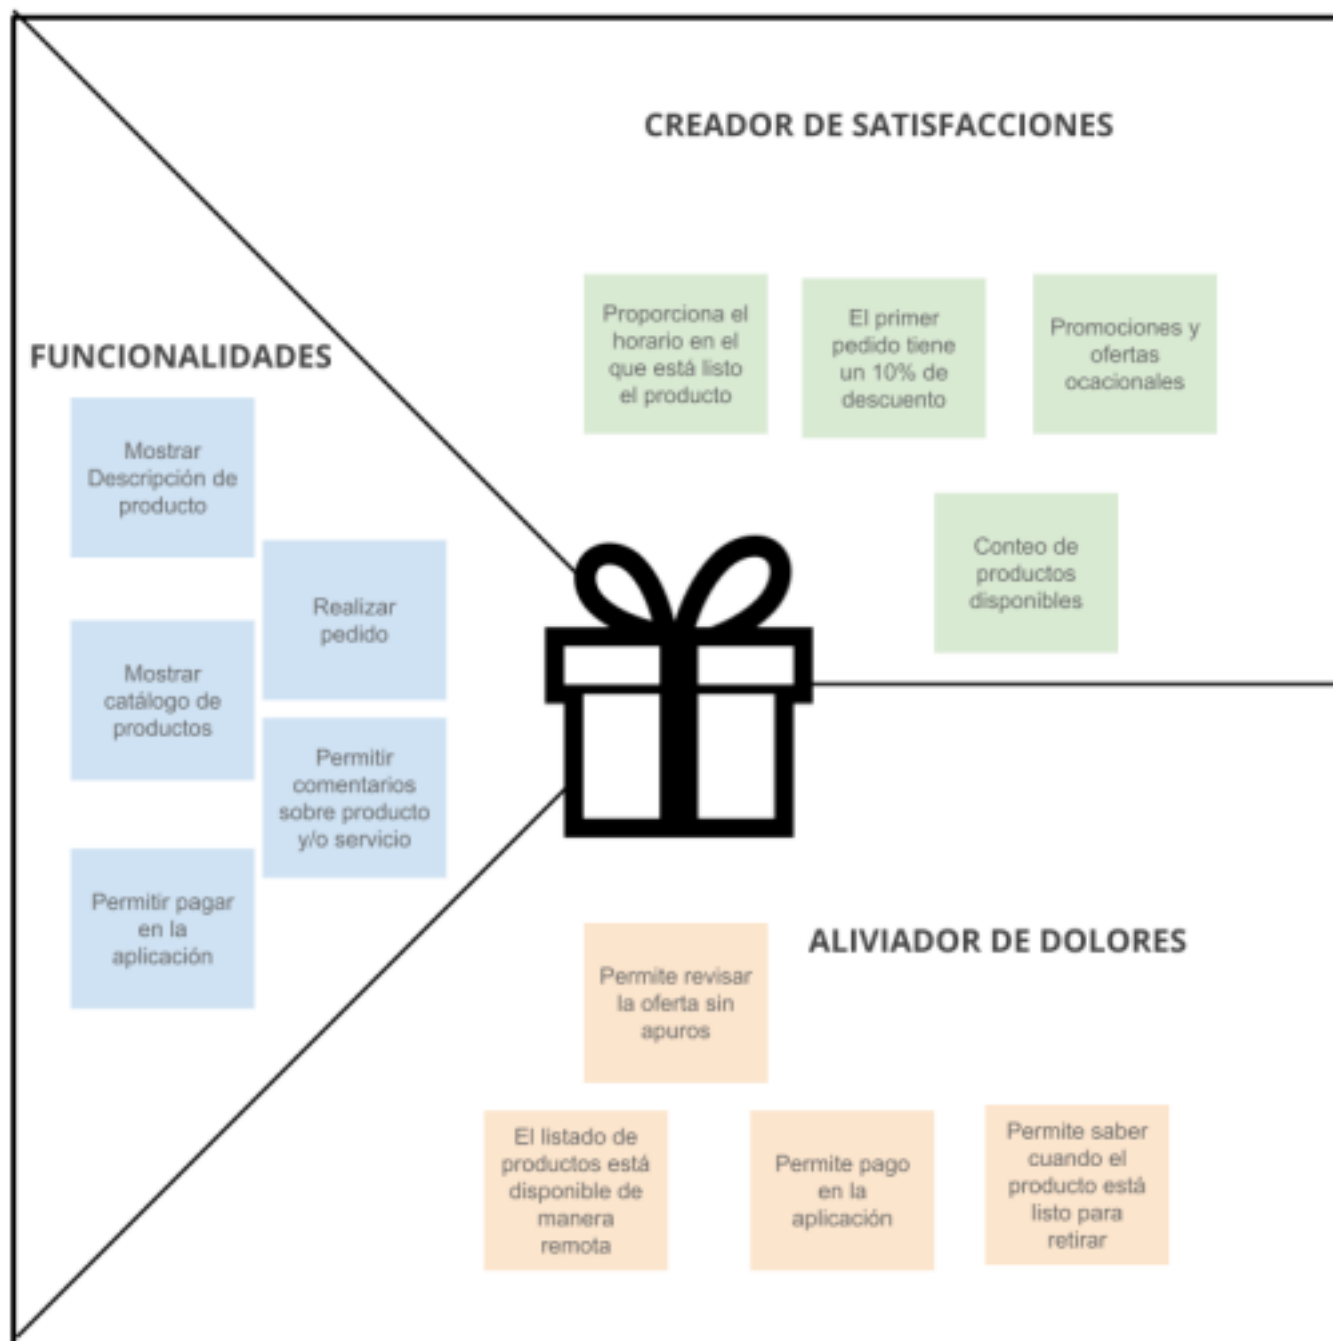 CREADOR DE SATISFACCIONES
Proporciona el
horario en el
que está listo
el producto
El primer
pedido tiene
un 10% de
descuento
Promociones y
ofertas
ocacionales
Conteo de
productos
disponibles
FUNCIONALIDADES
Mostrar
Descripción de
producto
Realizar
pedido
Mostrar
catálogo de
productos
Permitir
comentarios
sobre producto
y/o servicio
Permitir pagar
en la
aplicación
ALIVIADOR DE DOLORES
Permite revisar
la oferta sin
apuros
El listado de
productos está
disponible de
manera
remota
Permite pago
en la
aplicación
Permite saber
cuando el
producto está
listo para
retirar